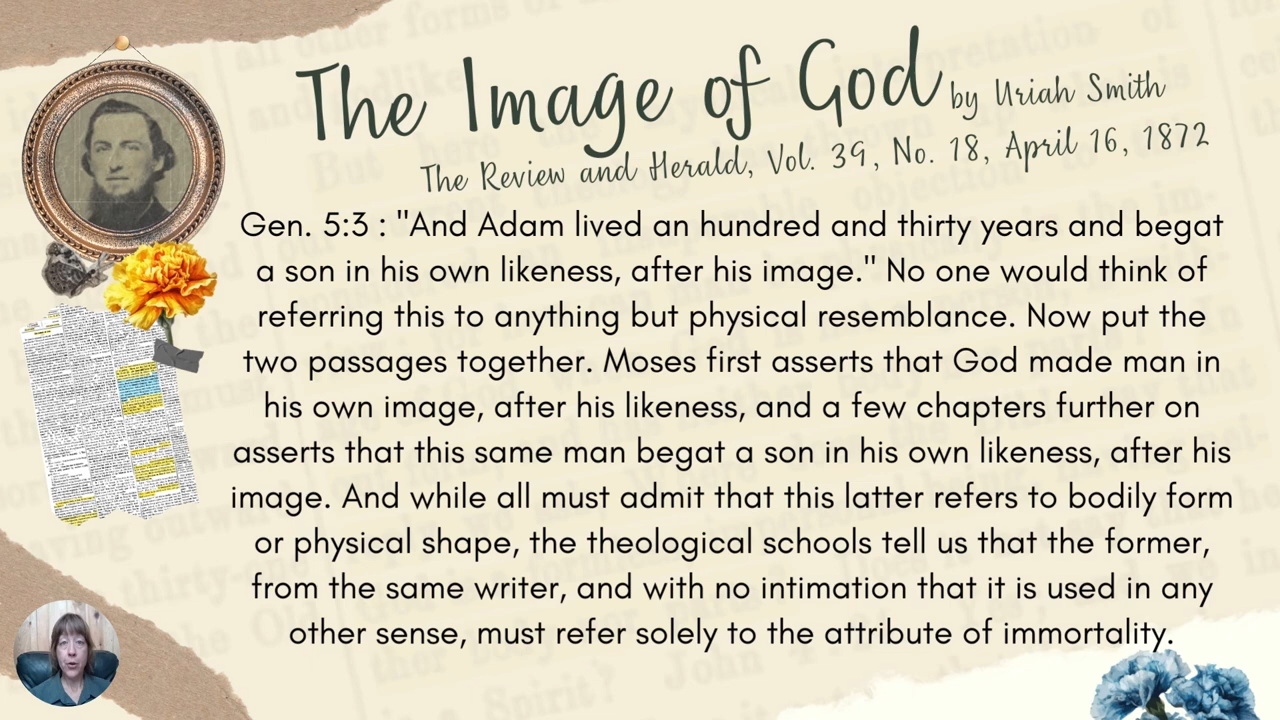 The Image of God by Uriah Smith
The Review and Herald, Vol. 39, No. 18, April 16, 1872
Gen. 5:3 : "And Adam lived an hundred and thirty years and begat
a son in his own likeness, after his image." No one would think of
referring this to anything but physical resemblance. Now put the
two passages together. Moses first asserts that God made man in
his own image, after his likeness, and a few chapters further on
asserts that this same man begat a son in his own likeness, after his
image. And while all must admit that this latter refers to bodily form
or physical shape, the theological schools tell us that the former,
from the same writer, and with no intimation that it is used in any
other sense, must refer solely to the attribute of immortality.